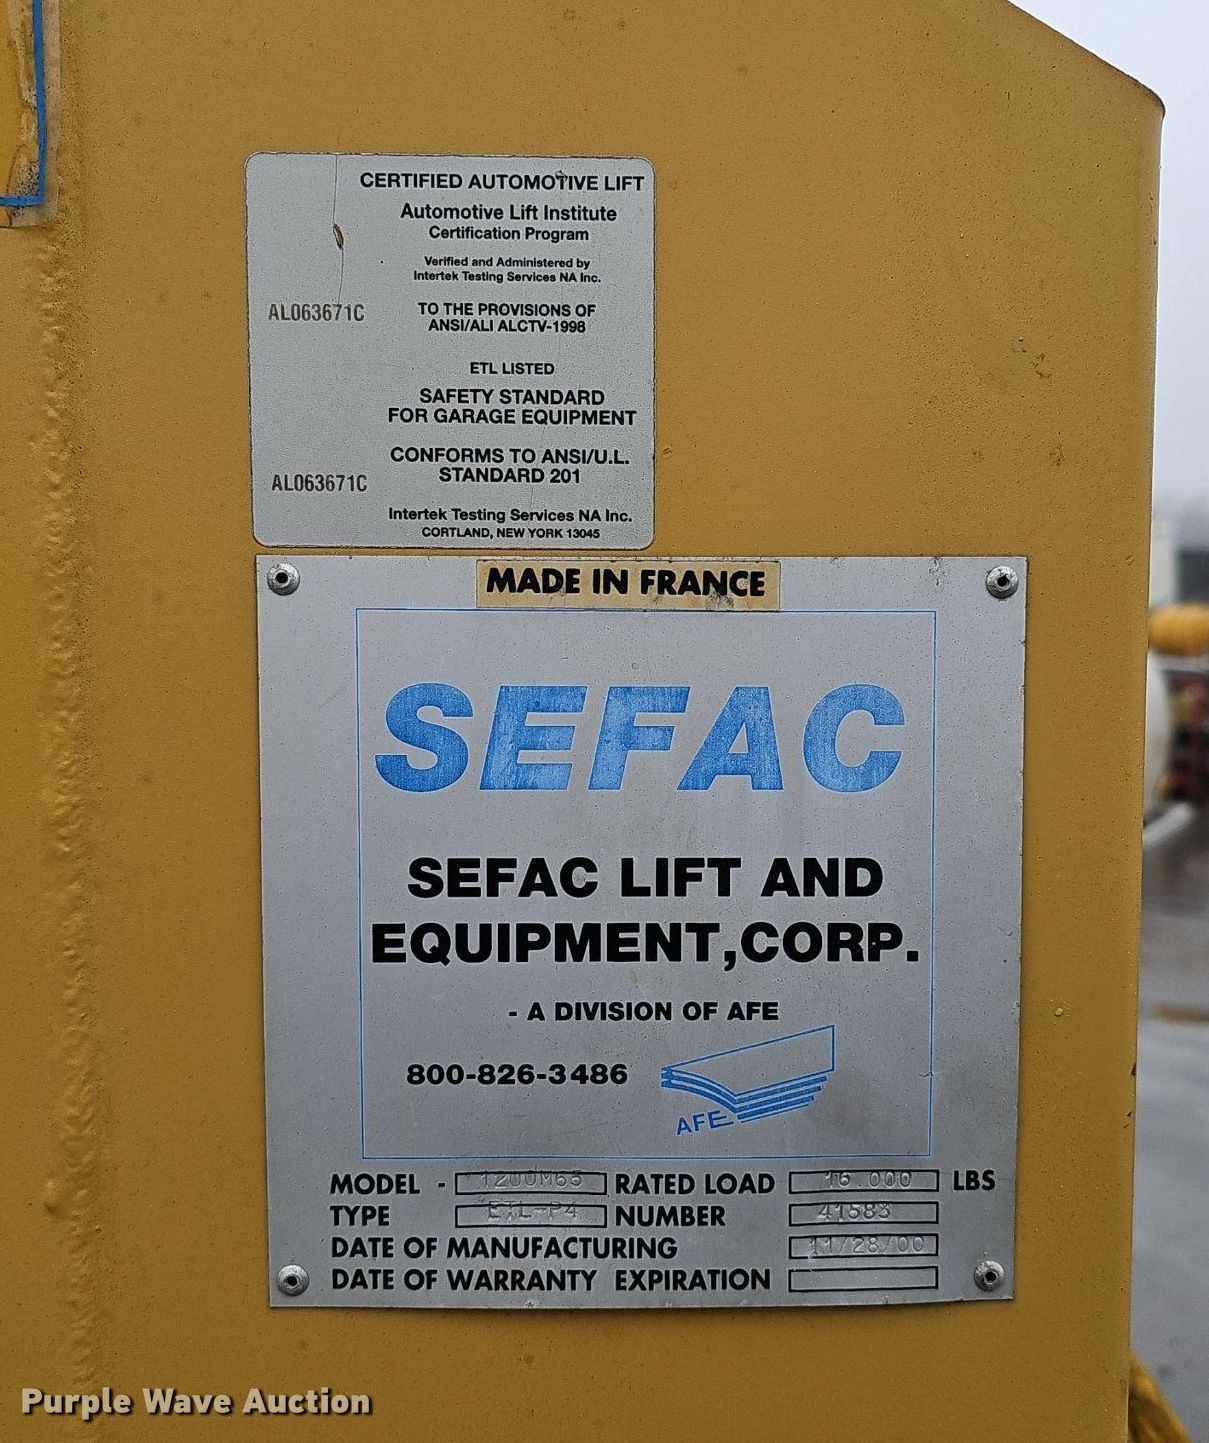 CERTIFIED AUTOMOTIVE LIFT
Automotive Lift Institute
Certification Program
Verified and Administered by
Intertek Testing Services NA Inc.
AL063671C
TO THE PROVISIONS OF
ANSI/ALI ALCTV-1998
ETL LISTED
SAFETY STANDARD
FOR GARAGE EQUIPMENT
CONFORMS TO ANSI/U.L.
STANDARD 201
AL063671C
Intertek Testing Services NA Inc.
CORTLAND, NEW YORK 13045
MADE IN FRANCE
SEFAC
SEFAC LIFT AND
EQUIPMENT,CORP.
- A DIVISION OF AFE
800-826-3486
AFE
MODEL - 1200M65 RATED LOAD 16.000 LBS
TYPE ETL-P4 NUMBER 41583
DATE OF MANUFACTURING 11/28/00
DATE OF WARRANTY EXPIRATION
Purple Wave Auction